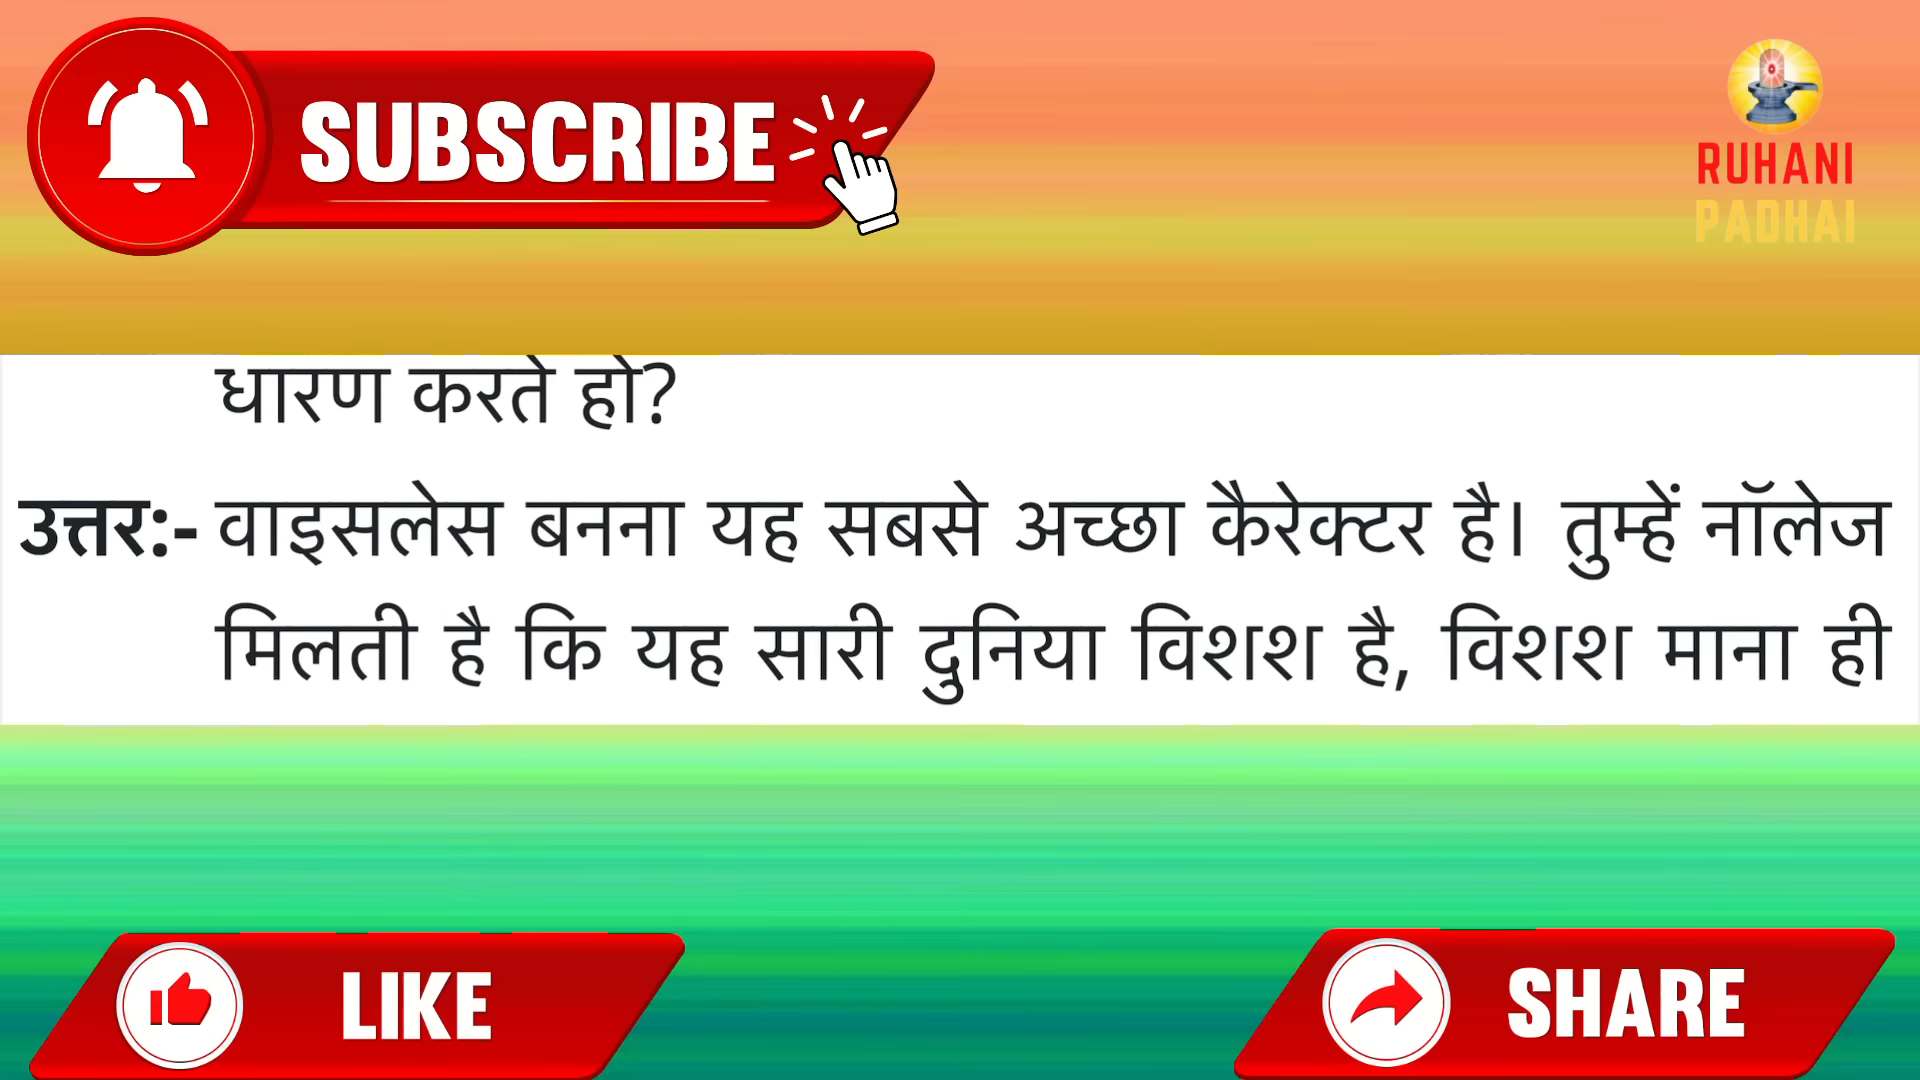 SUBSCRIBE
RUHANI
PADHAI
धारण करते हो?
उत्तर:- वाइसलेस बनना यह सबसे अच्छा कैरेक्टर है। तुम्हें नॉलेज
मिलती है कि यह सारी दुनिया विशश है, विशश माना ही
LIKE
SHARE